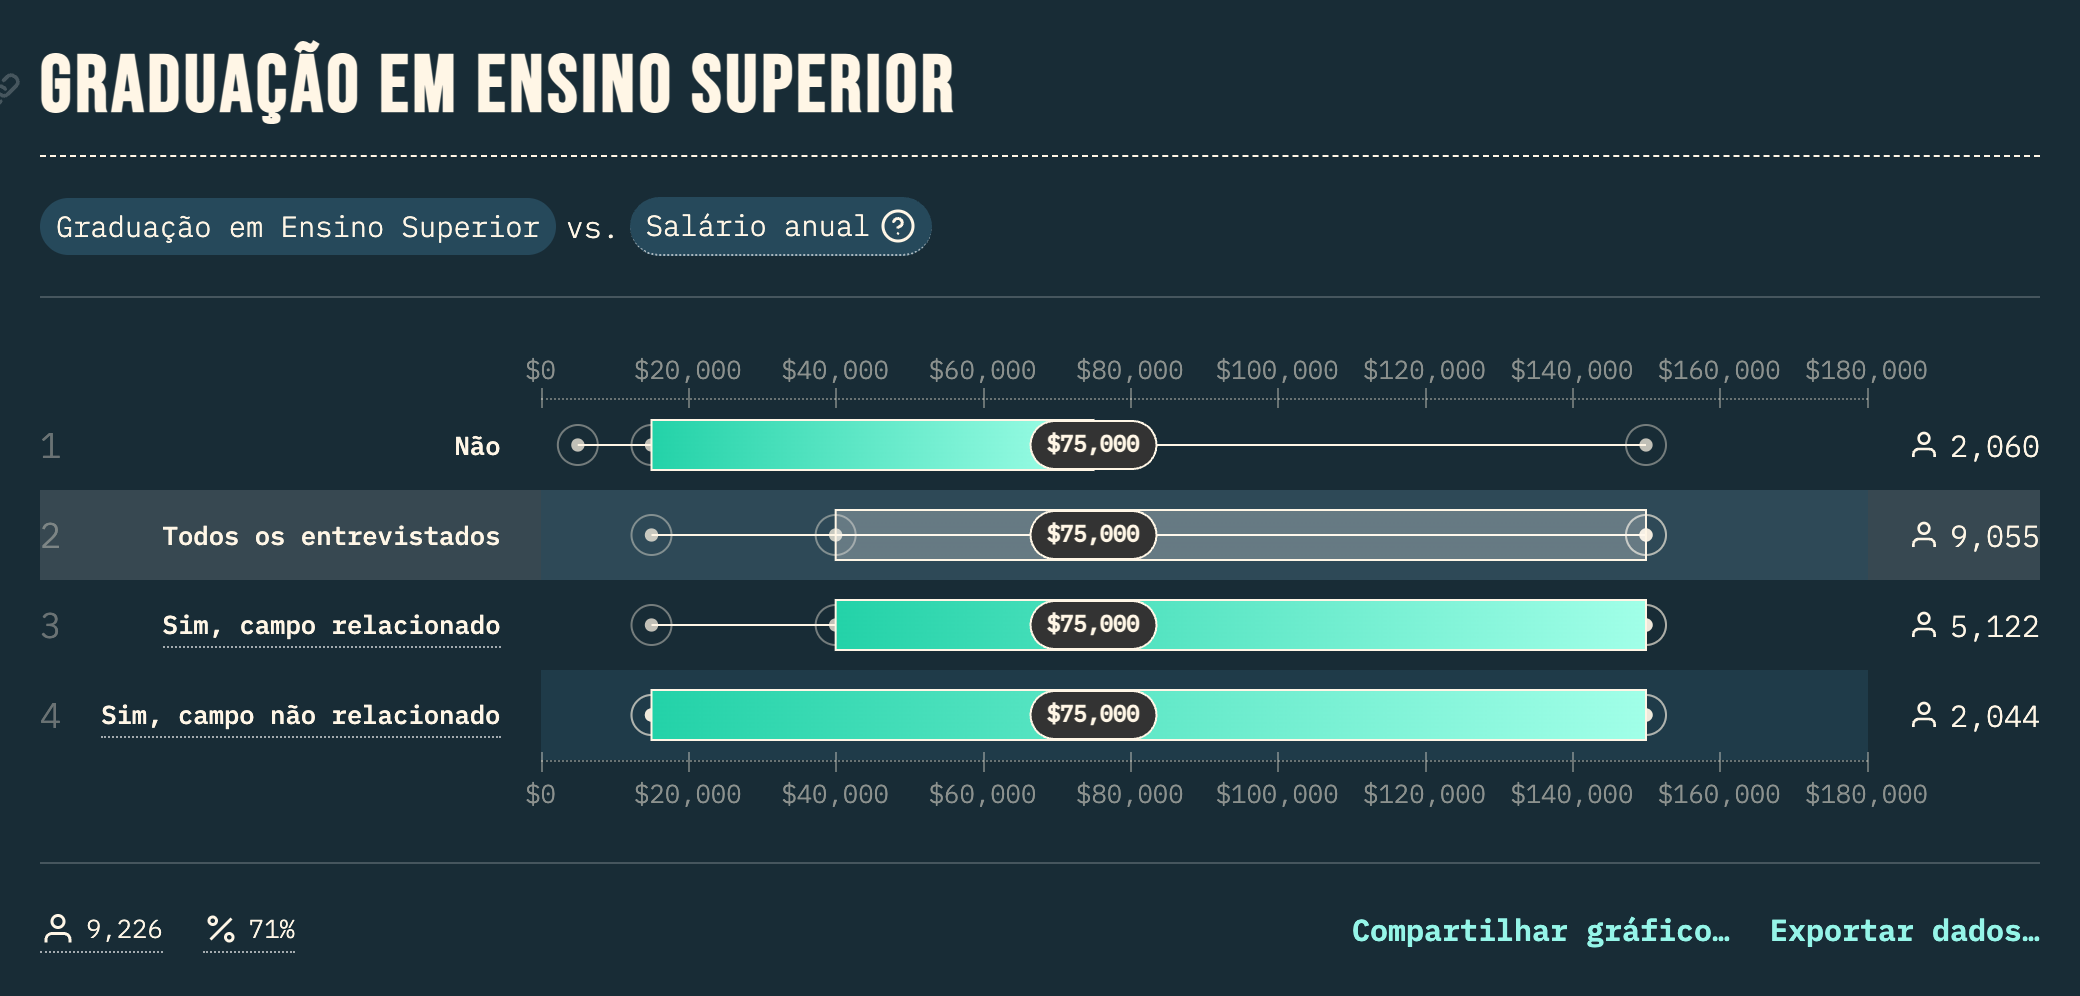 GRADUAÇÃO EM ENSINO SUPERIOR
Graduação em Ensino Superior vs. Salário anual ?
$0 $20,000 $40,000 $60,000 $80,000 $100,000 $120,000 $140,000 $160,000 $180,000
1 Não $75,000 2,060
2 Todos os entrevistados $75,000 9,055
3 Sim, campo relacionado $75,000 5,122
4 Sim, campo não relacionado $75,000 2,044
$0 $20,000 $40,000 $60,000 $80,000 $100,000 $120,000 $140,000 $160,000 $180,000
9,226 % 71% Compartilhar gráfico… Exportar dados…